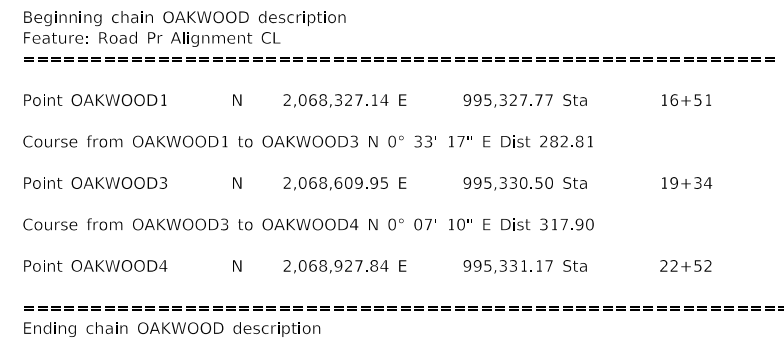 Beginning chain OAKWOOD description
Feature: Road Pr Alignment CL
==========================================================
Point OAKWOOD1 N 2,068,327.14 E 995,327.77 Sta 16+51
Course from OAKWOOD1 to OAKWOOD3 N 0° 33' 17" E Dist 282.81
Point OAKWOOD3 N 2,068,609.95 E 995,330.50 Sta 19+34
Course from OAKWOOD3 to OAKWOOD4 N 0° 07' 10" E Dist 317.90
Point OAKWOOD4 N 2,068,927.84 E 995,331.17 Sta 22+52
==========================================================
Ending chain OAKWOOD description